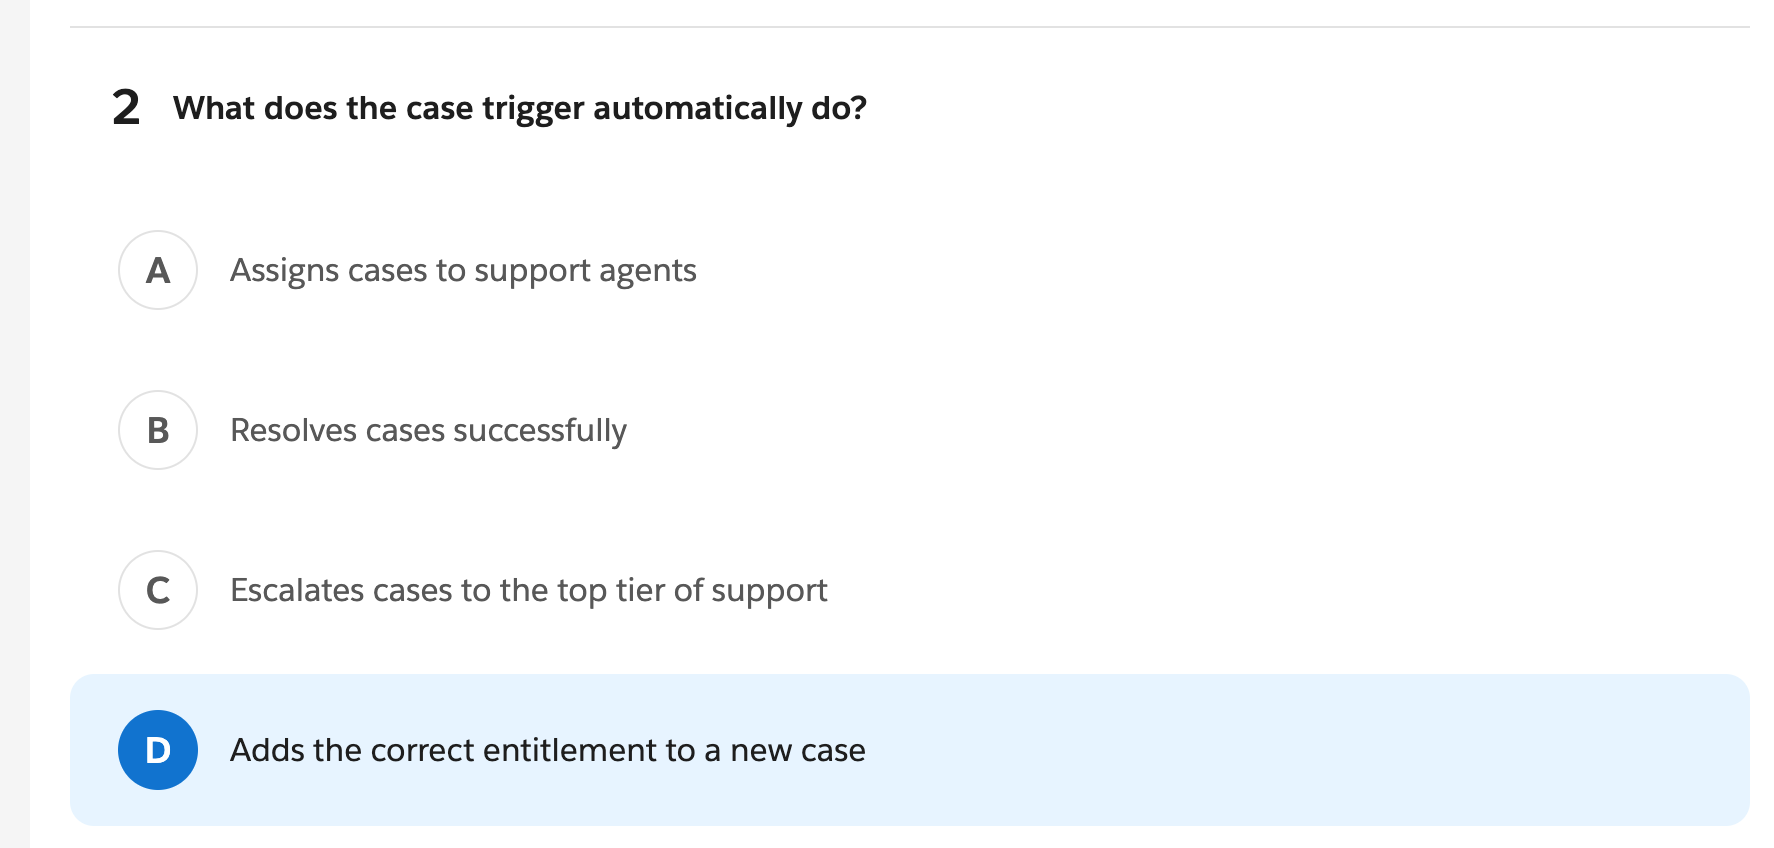 2 What does the case trigger automatically do?
A Assigns cases to support agents
B Resolves cases successfully
C Escalates cases to the top tier of support
D Adds the correct entitlement to a new case